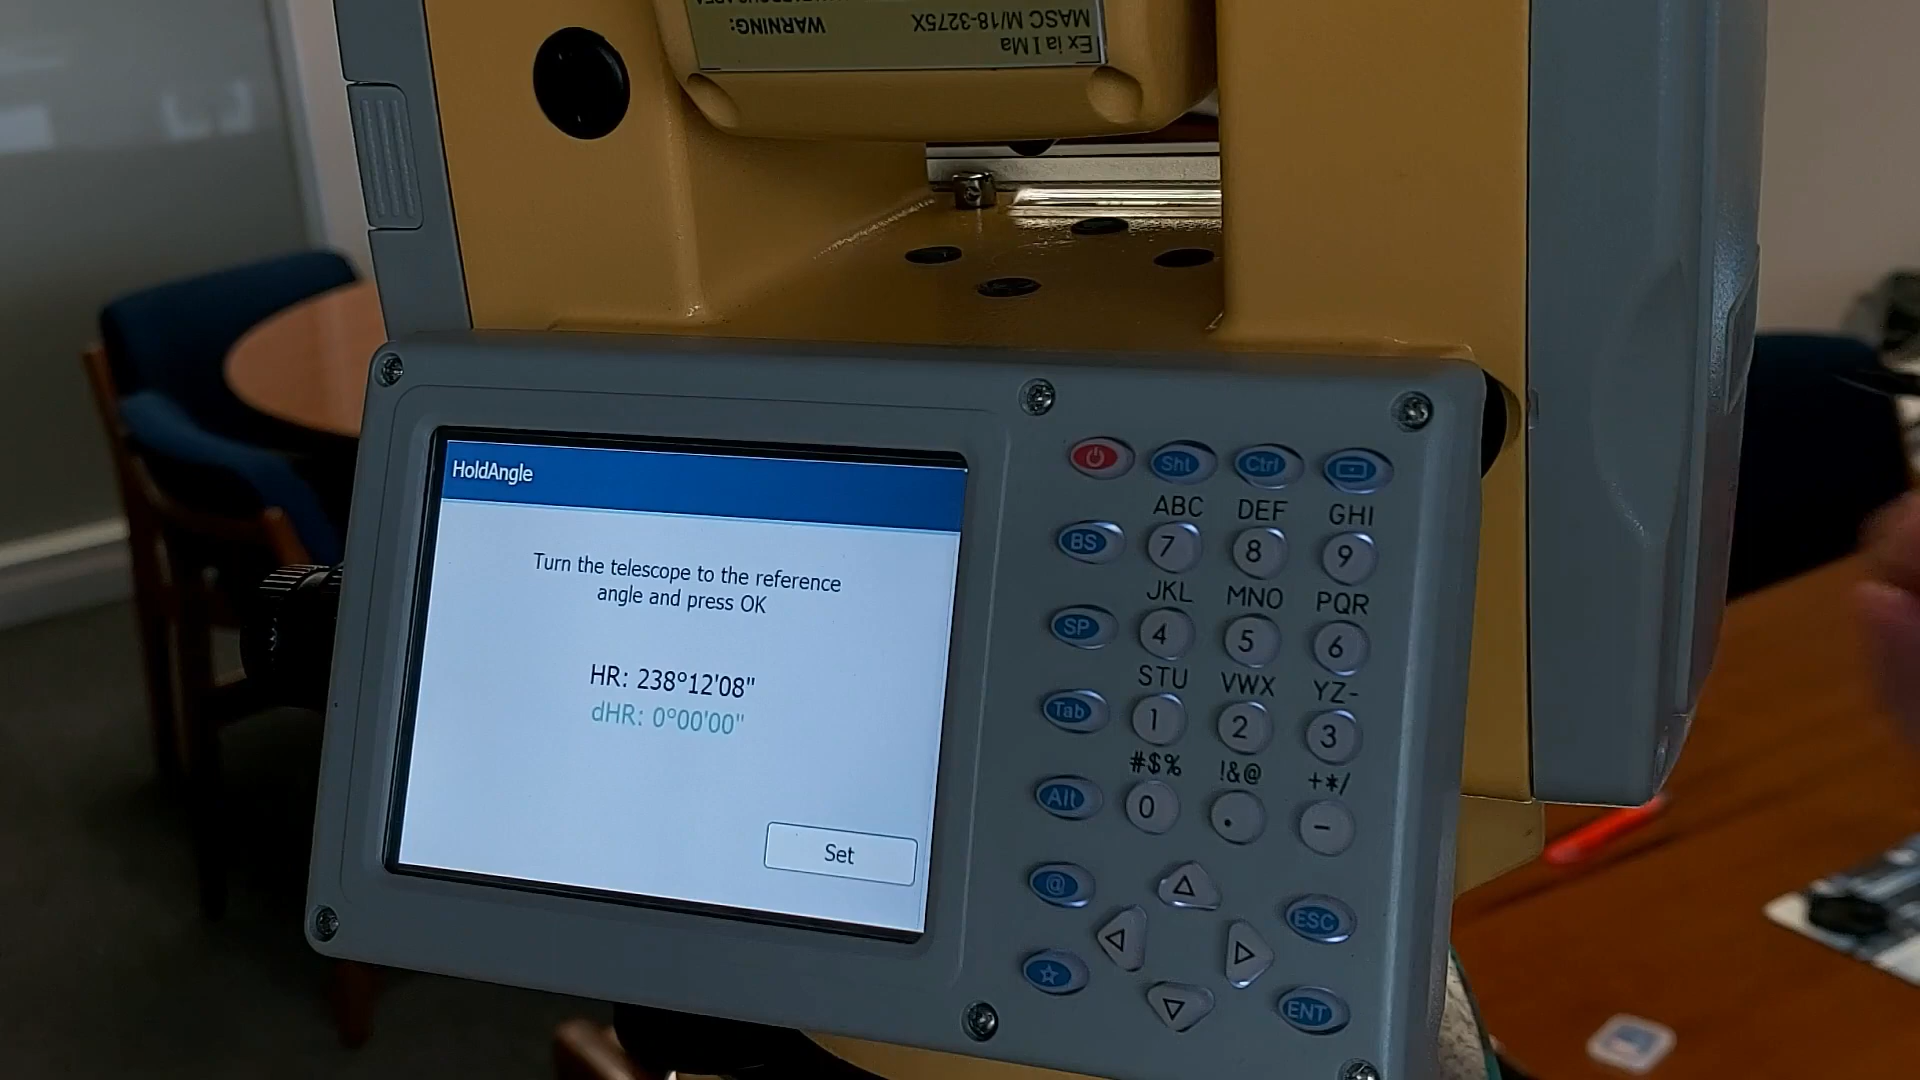 Ex ia I Ma
MASC M/18-3275X
WARNING:
HoldAngle
Turn the telescope to the reference
angle and press OK
HR: 238°12'08"
dHR: 0°00'00"
Set
Sht Ctrl
ABC DEF GHI
BS 7 8 9
JKL MNO PQR
SP 4 5 6
STU VWX YZ-
Tab 1 2 3
#$% !&@ +*/
Alt 0 . -
@ ESC
ENT